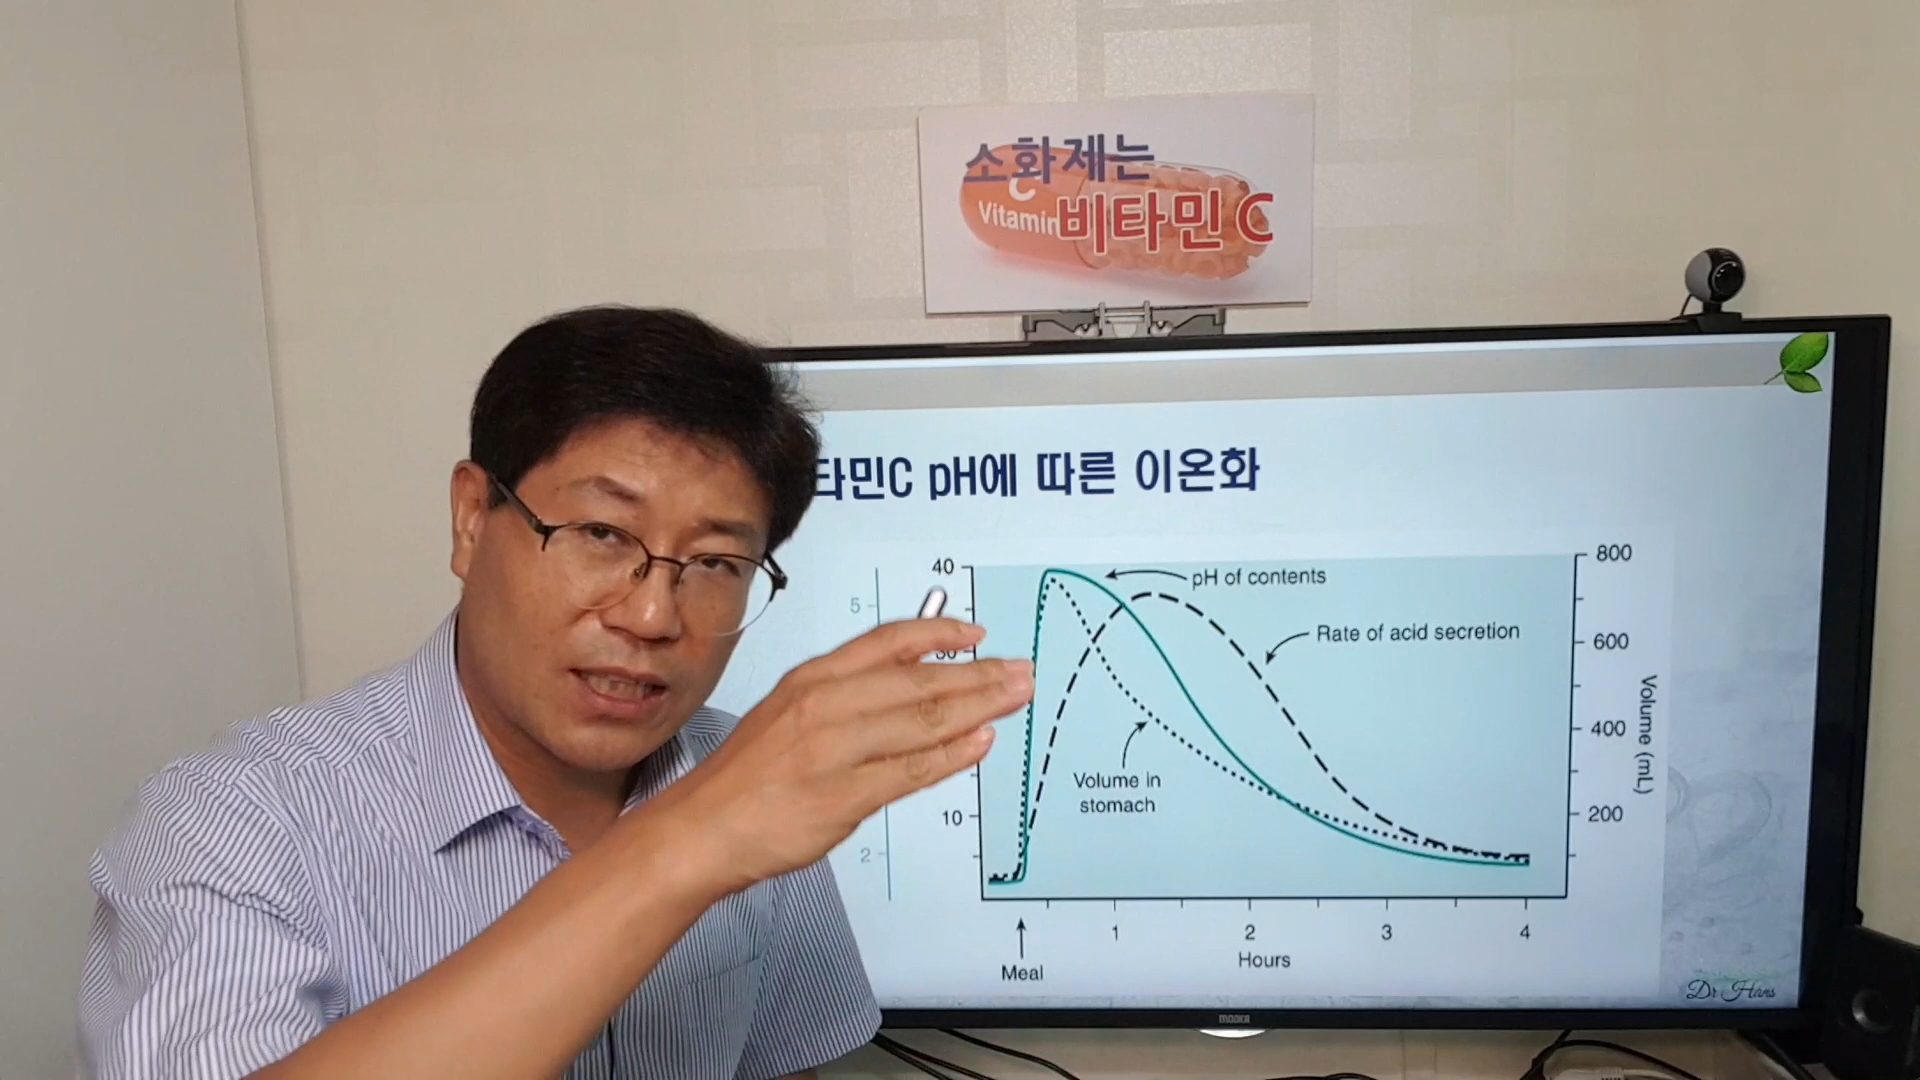 소화제는
C
Vitamin
비타민 C
타민C pH에 따른 이온화
40
800
pH of contents
5
Rate of acid secretion
600
30
Volume (mL)
400
Volume in
stomach
10
200
2
1
2
3
4
Hours
Meal
Dr Hans